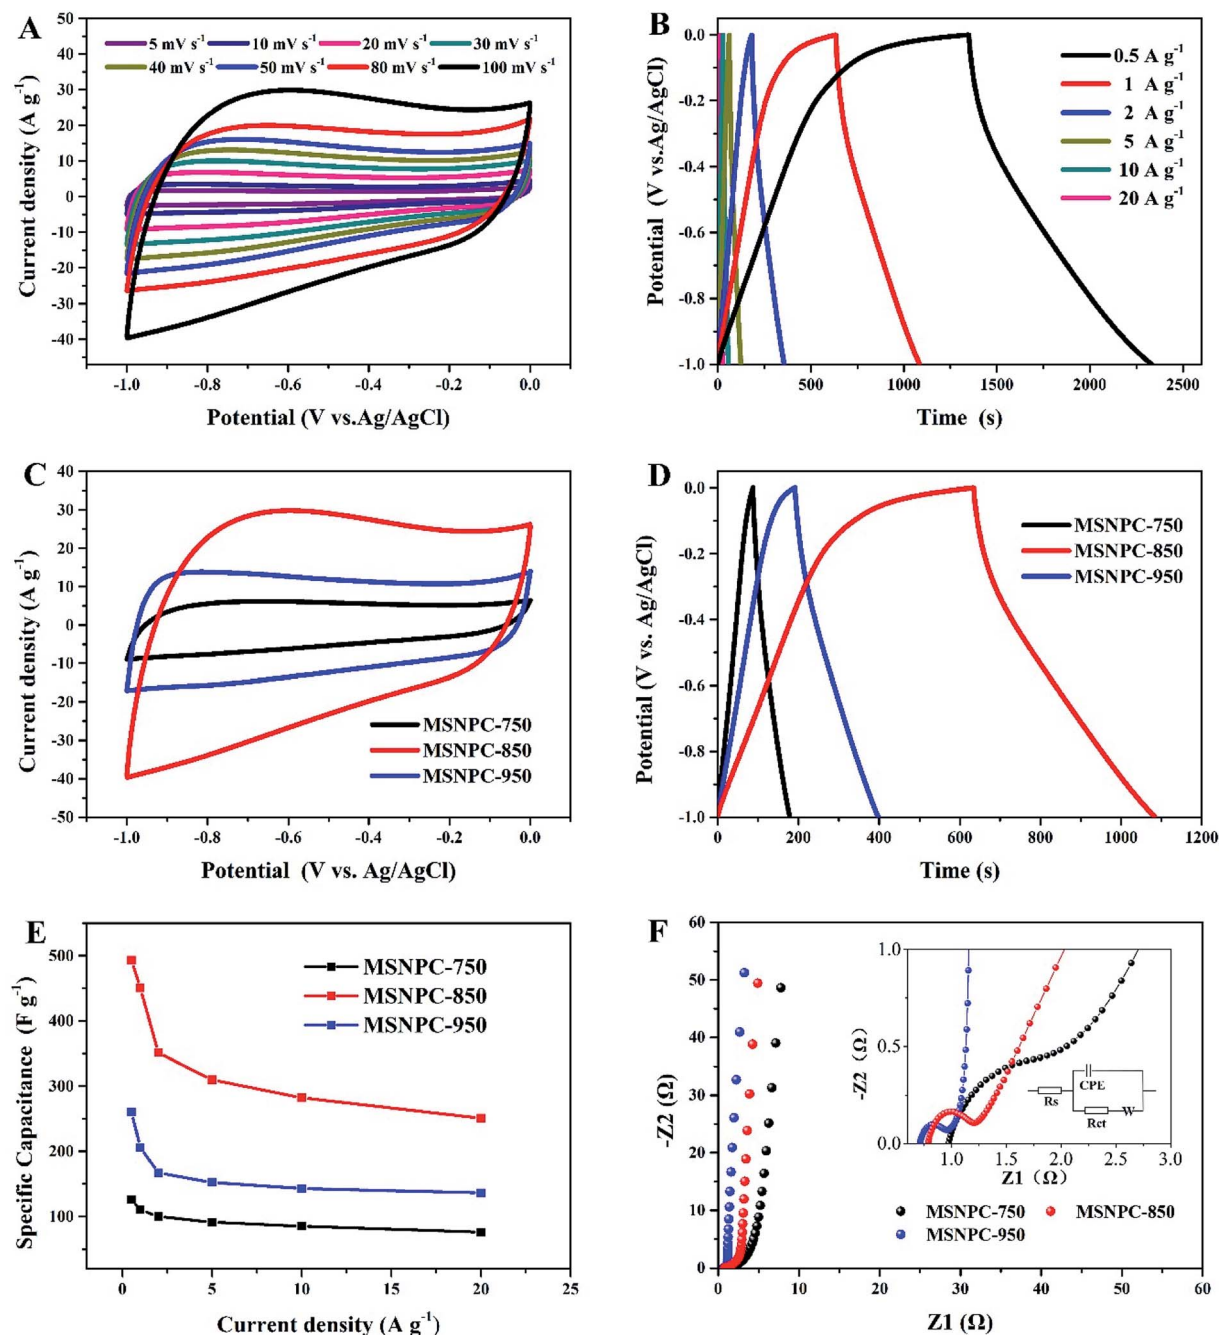 A
5 mV s⁻¹ 10 mV s⁻¹ 20 mV s⁻¹ 30 mV s⁻¹
40 mV s⁻¹ 50 mV s⁻¹ 80 mV s⁻¹ 100 mV s⁻¹
50
40
30
20
10
0
-10
-20
-30
-40
Current density (A g⁻¹)
-1.0 -0.8 -0.6 -0.4 -0.2 0.0
Potential (V vs.Ag/AgCl)
B
0.5 A g⁻¹
1 A g⁻¹
2 A g⁻¹
5 A g⁻¹
10 A g⁻¹
20 A g⁻¹
0.0
-0.2
-0.4
-0.6
-0.8
-1.0
Potential (V vs.Ag/AgCl)
0 500 1000 1500 2000 2500
Time (s)
C
40
30
20
10
0
-10
-20
-30
-40
-50
Current density (A g⁻¹)
MSNPC-750
MSNPC-850
MSNPC-950
-1.0 -0.8 -0.6 -0.4 -0.2 0.0
Potential (V vs. Ag/AgCl)
D
0.0
-0.2
-0.4
-0.6
-0.8
-1.0
Potential (V vs. Ag/AgCl)
MSNPC-750
MSNPC-850
MSNPC-950
0 200 400 600 800 1000 1200
Time (s)
E
500
400
300
200
100
Specific Capacitance (F g⁻¹)
MSNPC-750
MSNPC-850
MSNPC-950
0 5 10 15 20 25
Current density (A g⁻¹)
F
60
50
40
30
20
10
0
-Z2 (Ω)
1.0
0.5
0.0
-Z2 (Ω)
CPE
Rs
Rct
W
1.0 1.5 2.0 2.5 3.0
Z1 (Ω)
MSNPC-750 MSNPC-850
MSNPC-950
0 10 20 30 40 50 60
Z1 (Ω)